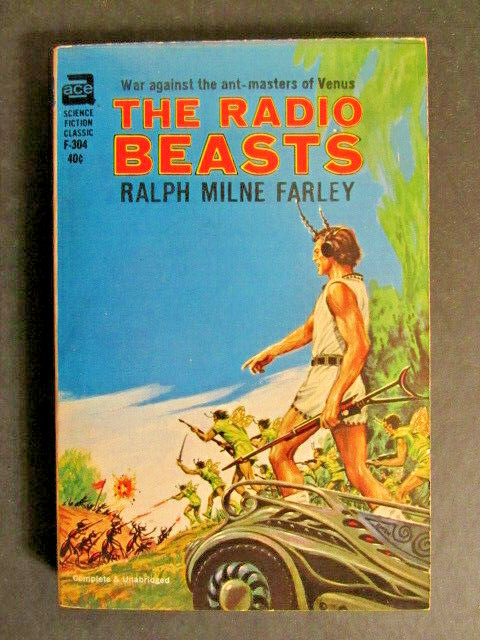 War against the ant-masters of Venus
ace
SCIENCE
FICTION
CLASSIC
F-304
40¢
THE RADIO
BEASTS
RALPH MILNE FARLEY
Complete & Unabridged